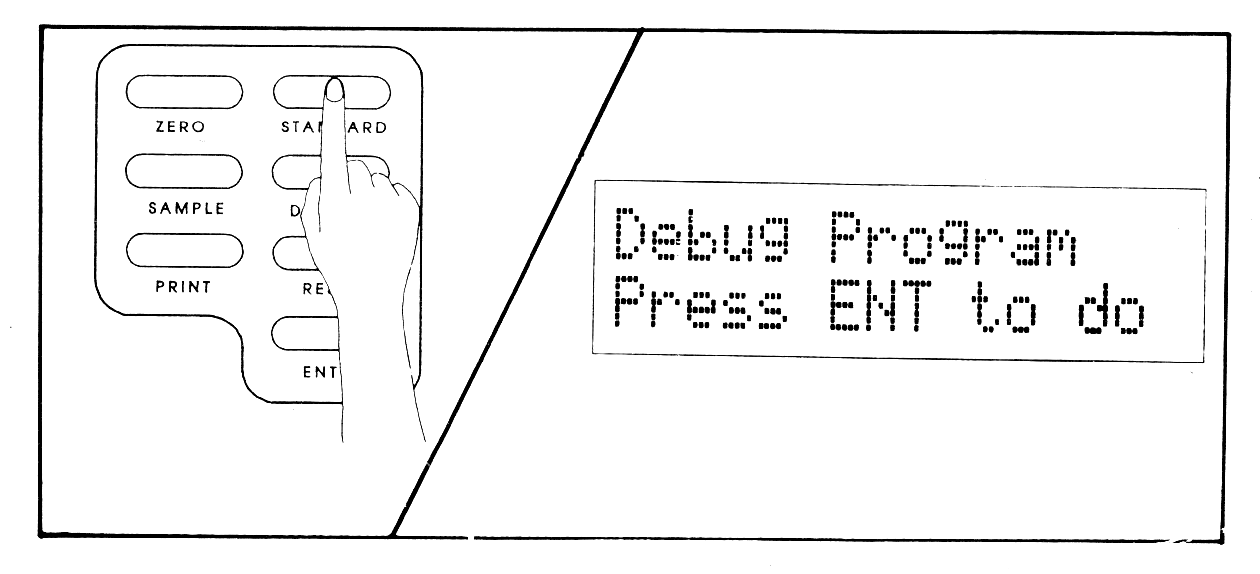 ZERO
SAMPLE
PRINT
Debug Program
Press ENT to do